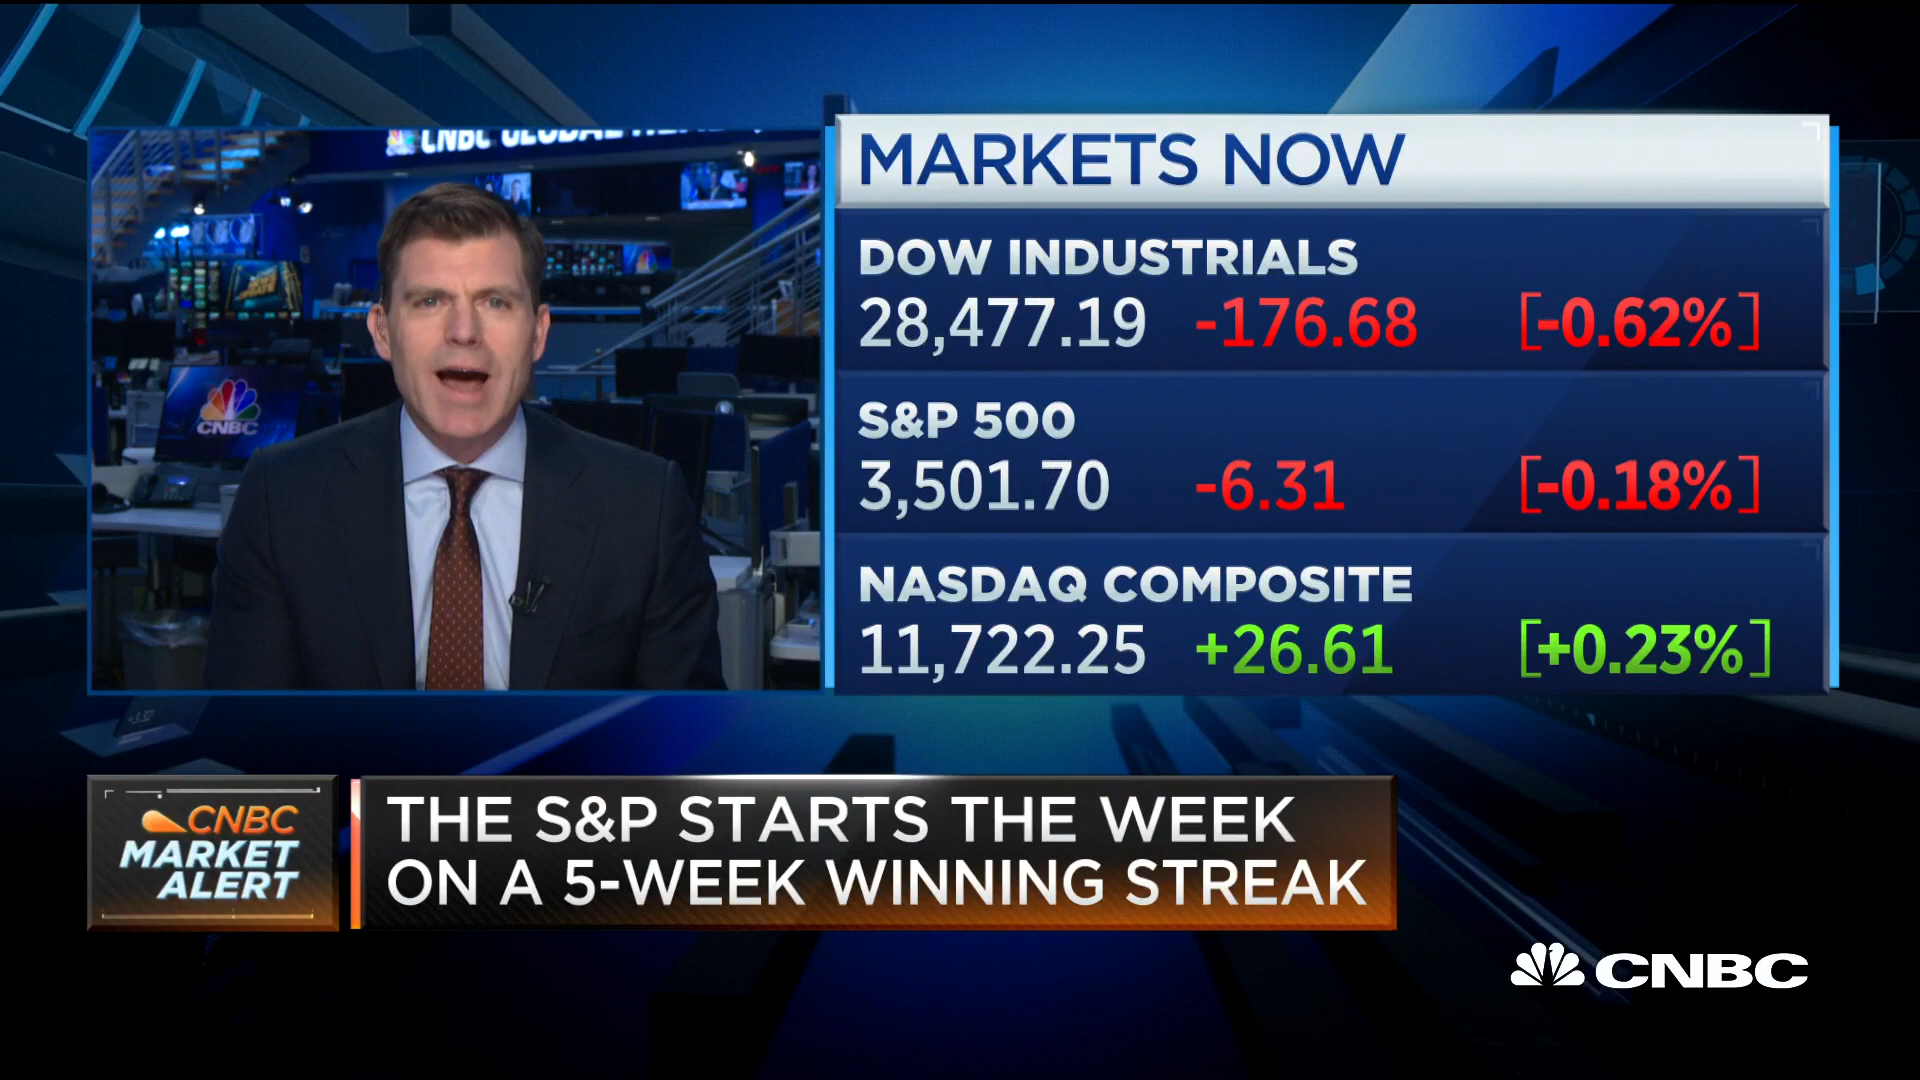 CNBC
MARKETS NOW
DOW INDUSTRIALS
28,477.19 -176.68 [-0.62%]
S&P 500
3,501.70 -6.31 [-0.18%]
NASDAQ COMPOSITE
11,722.25 +26.61 [+0.23%]
CNBC
MARKET
ALERT
THE S&P STARTS THE WEEK
ON A 5-WEEK WINNING STREAK
CNBC